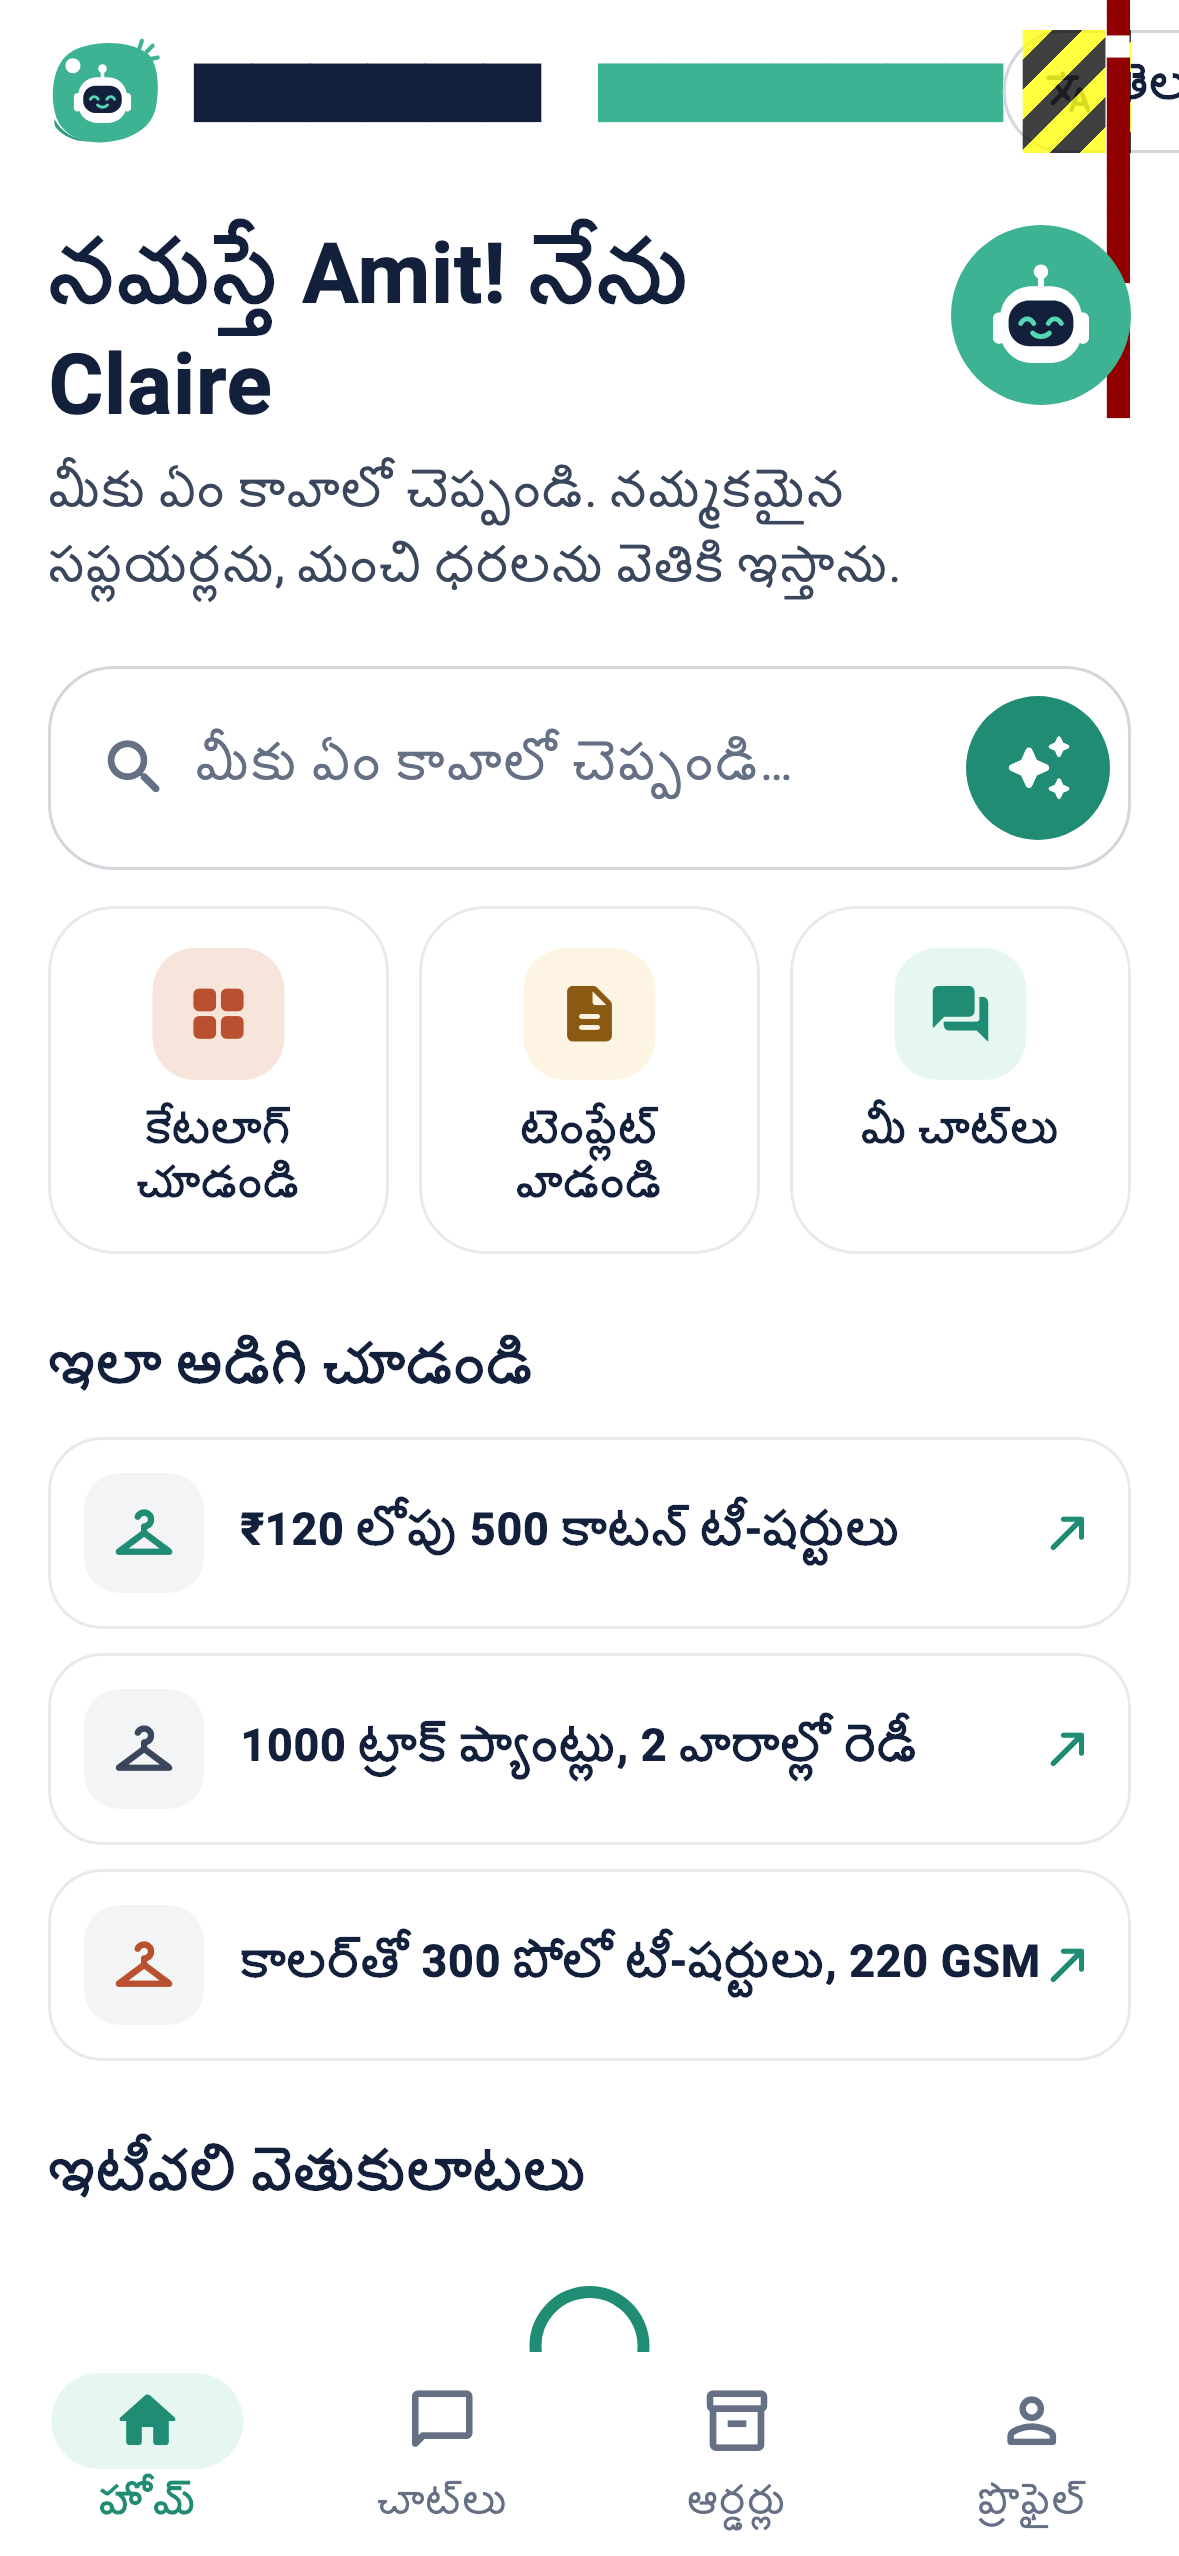 నమస్తే Amit! నేను
Claire
మీకు ఏం కావాలో చెప్పండి. నమ్మకమైన
సప్లయర్లను, మంచి ధరలను వెతికి ఇస్తాను.
మీకు ఏం కావాలో చెప్పండి...
కేటలాగ్
చూడండి
టెంప్లేట్
వాడండి
మీ చాట్‌లు
ఇలా అడిగి చూడండి
₹120 లోపు 500 కాటన్ టీ-షర్టులు
1000 ట్రాక్ ప్యాంట్లు, 2 వారాల్లో రెడీ
కాలర్‌తో 300 పోలో టీ-షర్టులు, 220 GSM
ఇటీవలి వెతుకులాటలు
హోమ్
చాట్‌లు
ఆర్డర్లు
ప్రొఫైల్